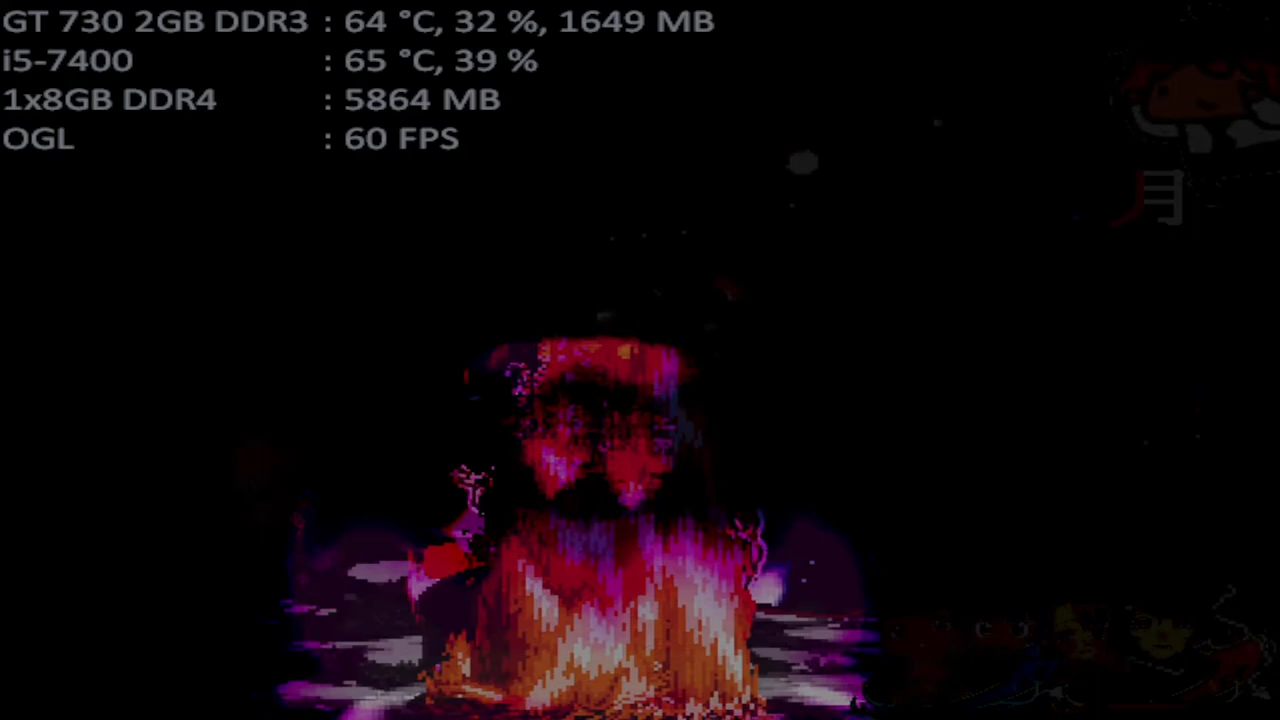 GT 730 2GB DDR3 : 64 °C, 32 %, 1649 MB
i5-7400 : 65 °C, 39 %
1x8GB DDR4 : 5864 MB
OGL : 60 FPS
月